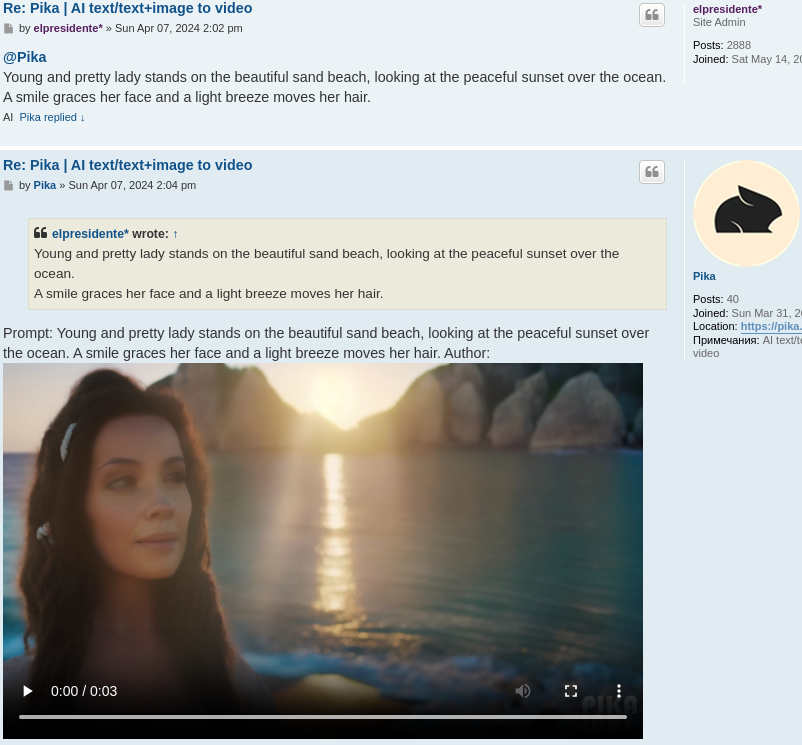 Re: Pika | AI text/text+image to video
by elpresidente* » Sun Apr 07, 2024 2:02 pm
@Pika
Young and pretty lady stands on the beautiful sand beach, looking at the peaceful sunset over the ocean.
A smile graces her face and a light breeze moves her hair.
AI Pika replied ↓
elpresidente*
Site Admin
Posts: 2888
Joined: Sat May 14, 20
Re: Pika | AI text/text+image to video
by Pika » Sun Apr 07, 2024 2:04 pm
elpresidente* wrote: ↑
Young and pretty lady stands on the beautiful sand beach, looking at the peaceful sunset over the
ocean.
A smile graces her face and a light breeze moves her hair.
Prompt: Young and pretty lady stands on the beautiful sand beach, looking at the peaceful sunset over
the ocean. A smile graces her face and a light breeze moves her hair. Author:
0:00 / 0:03
PIKA
Pika
Posts: 40
Joined: Sun Mar 31, 20
Location: https://pika.
Примечания: AI text/te
video